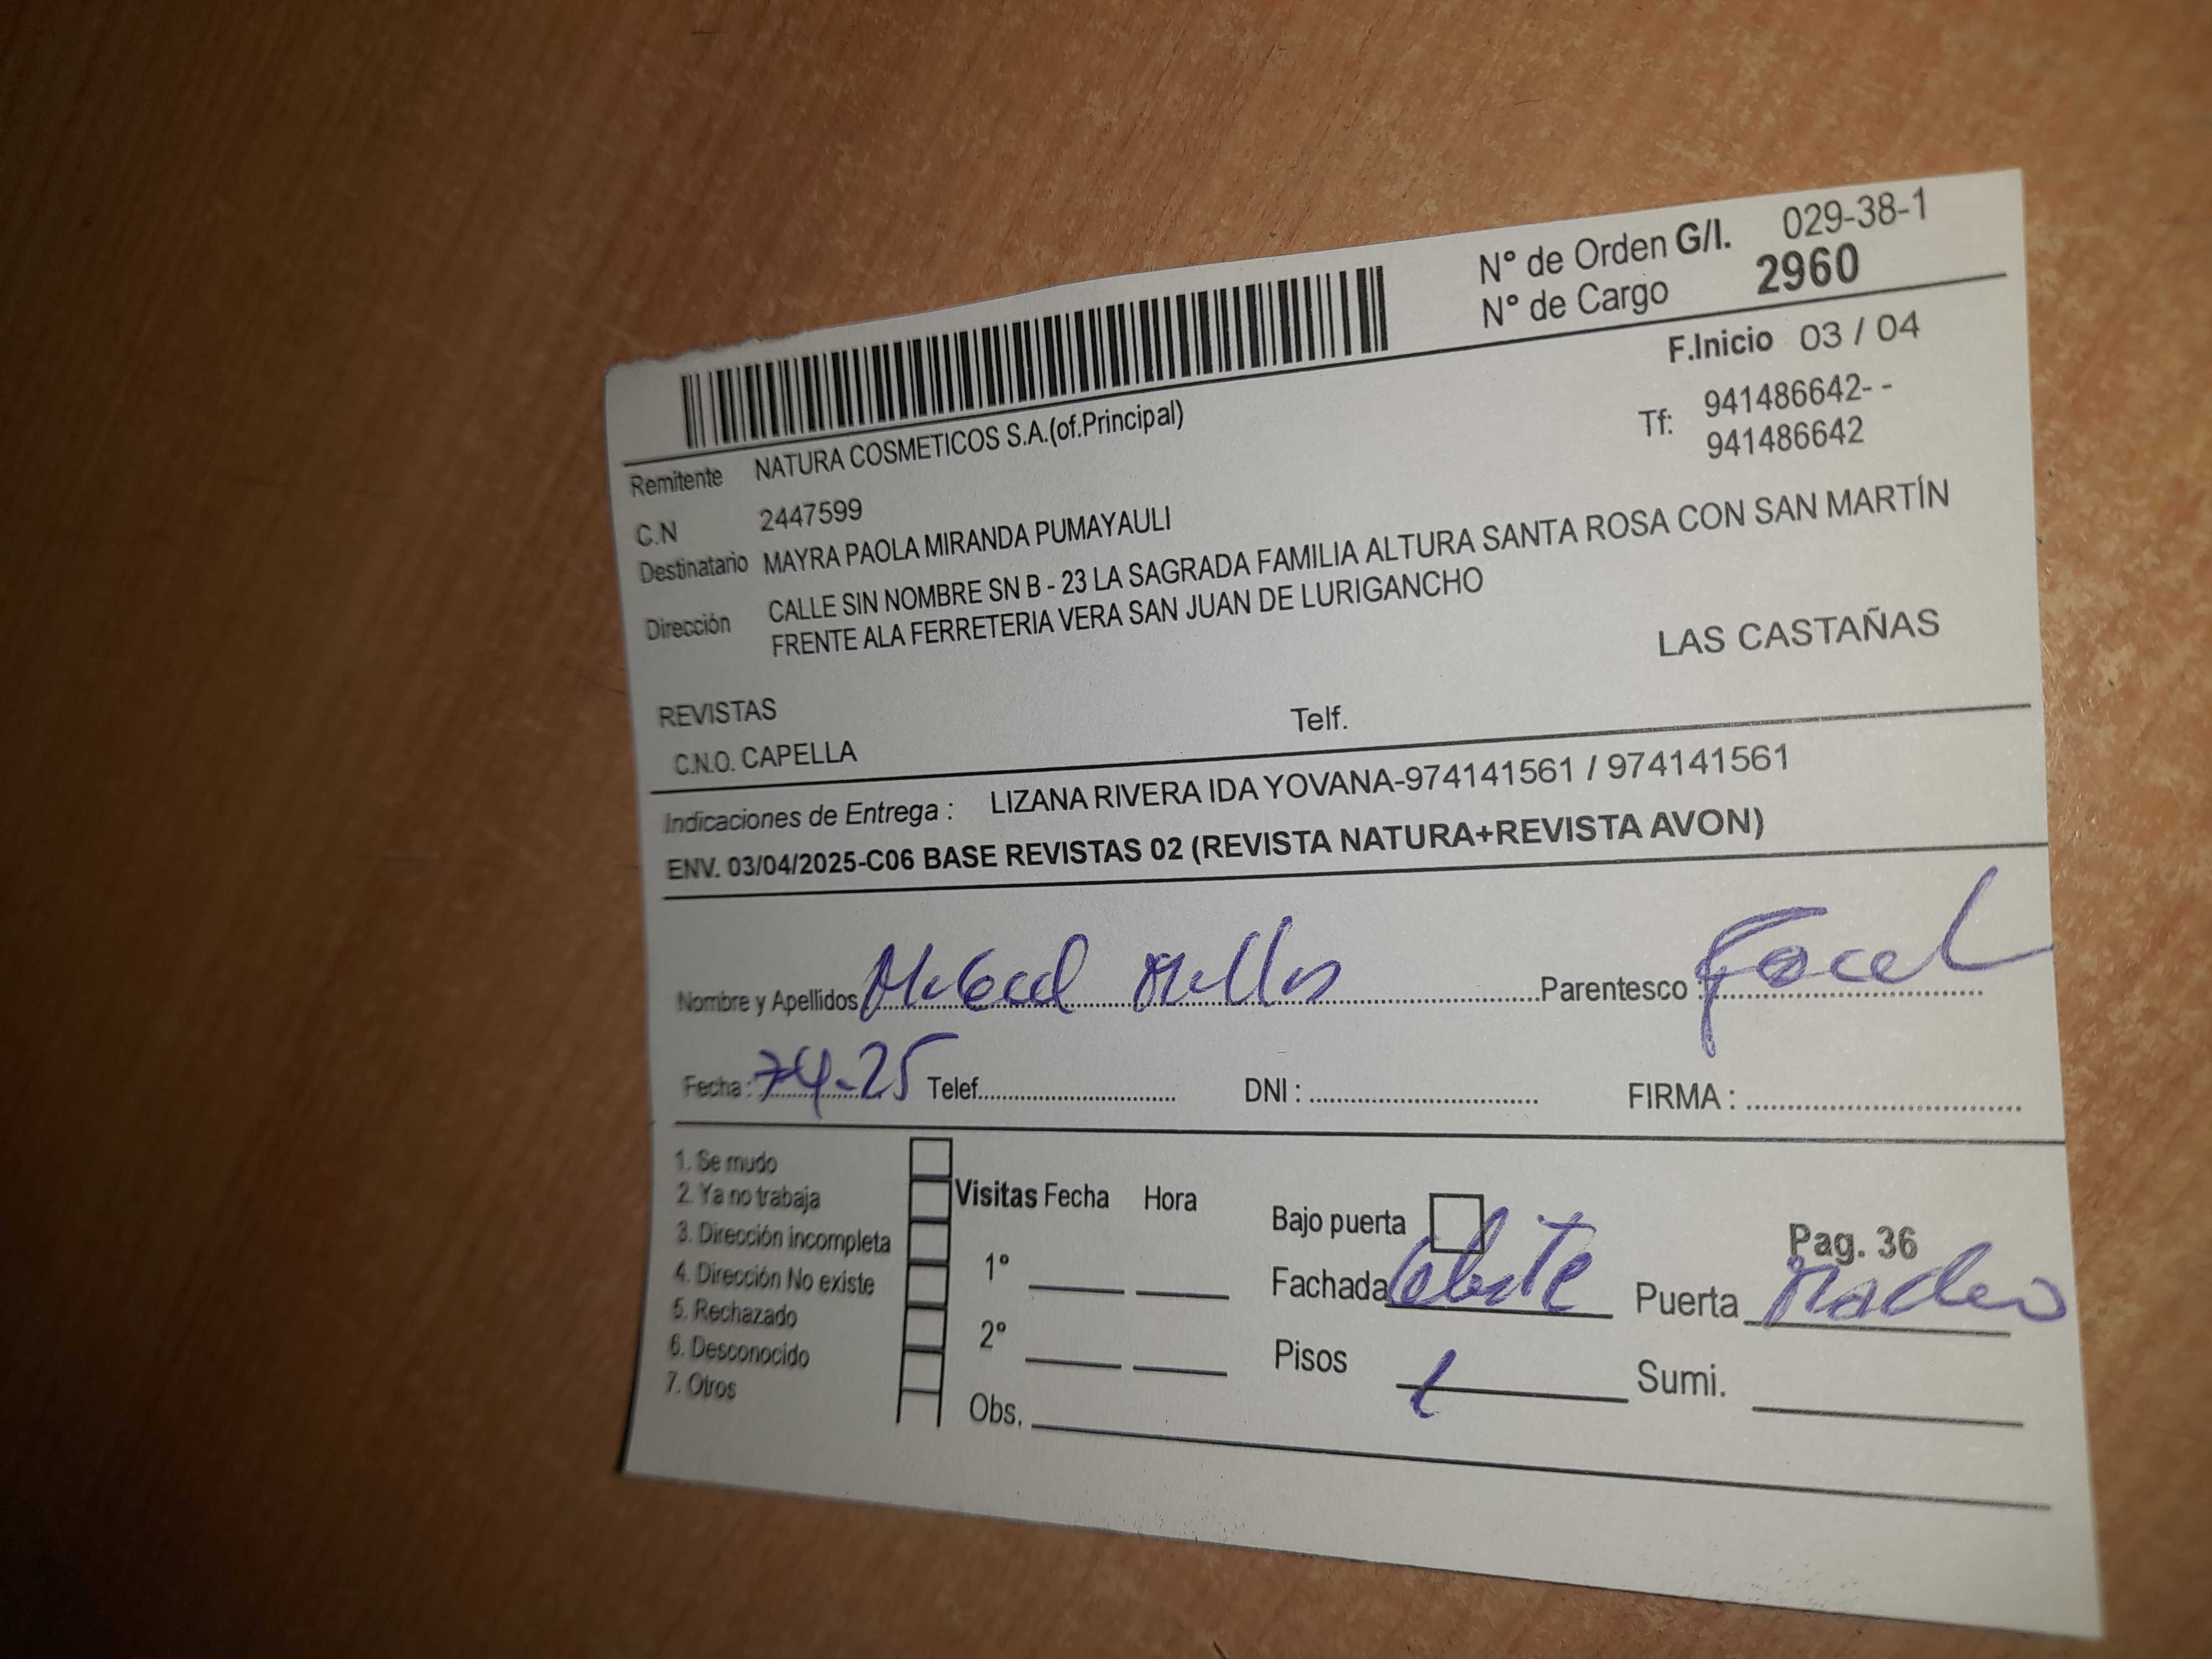 N° de Orden G/I. 029-38-1
N° de Cargo 2960
F.Inicio 03 / 04
Tf: 941486642- -
941486642
Remitente NATURA COSMETICOS S.A.(of.Principal)
C.N 2447599
Destinatario MAYRA PAOLA MIRANDA PUMAYAULI
Dirección CALLE SIN NOMBRE SN B - 23 LA SAGRADA FAMILIA ALTURA SANTA ROSA CON SAN MARTÍN
FRENTE ALA FERRETERIA VERA SAN JUAN DE LURIGANCHO
LAS CASTAÑAS
REVISTAS
Telf.
C.N.O. CAPELLA
Indicaciones de Entrega : LIZANA RIVERA IDA YOVANA-974141561 / 974141561
ENV. 03/04/2025-C06 BASE REVISTAS 02 (REVISTA NATURA+REVISTA AVON)
Nombre y Apellidos Parentesco :
Fecha : 7-4-25 Telef. DNI : FIRMA :
1. Se mudo
2. Ya no trabaja
3. Dirección incompleta
4. Dirección No existe
5. Rechazado
6. Desconocido
7. Otros
Visitas Fecha Hora
1°
2°
Obs.
Bajo puerta
Pag. 36
Fachada Celeste Puerta Madera
Pisos 1 Sumi.